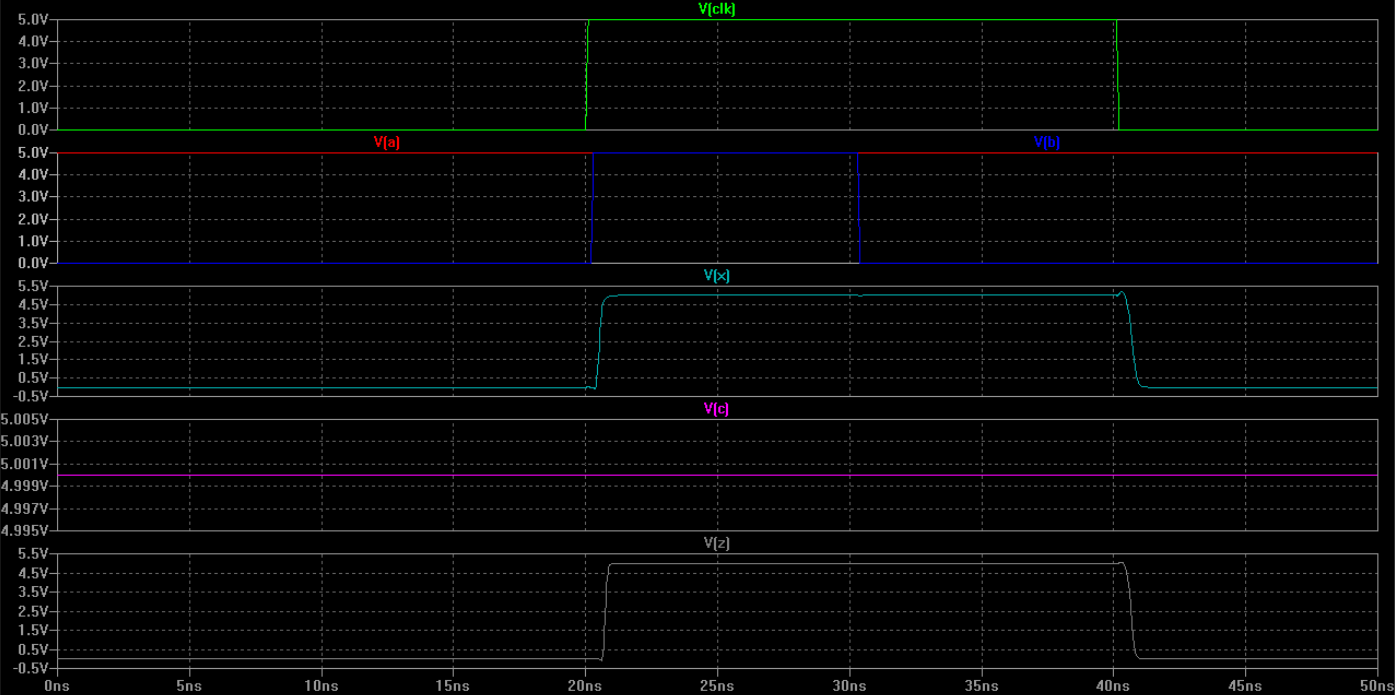 V(clk)
5.0V
4.0V
3.0V
2.0V
1.0V
0.0V
V(a) V(b)
5.0V
4.0V
3.0V
2.0V
1.0V
0.0V
V(x)
5.5V
4.5V
3.5V
2.5V
1.5V
0.5V
-0.5V
V(c)
5.005V
5.003V
5.001V
4.999V
4.997V
4.995V
V(z)
5.5V
4.5V
3.5V
2.5V
1.5V
0.5V
-0.5V
0ns 5ns 10ns 15ns 20ns 25ns 30ns 35ns 40ns 45ns 50ns